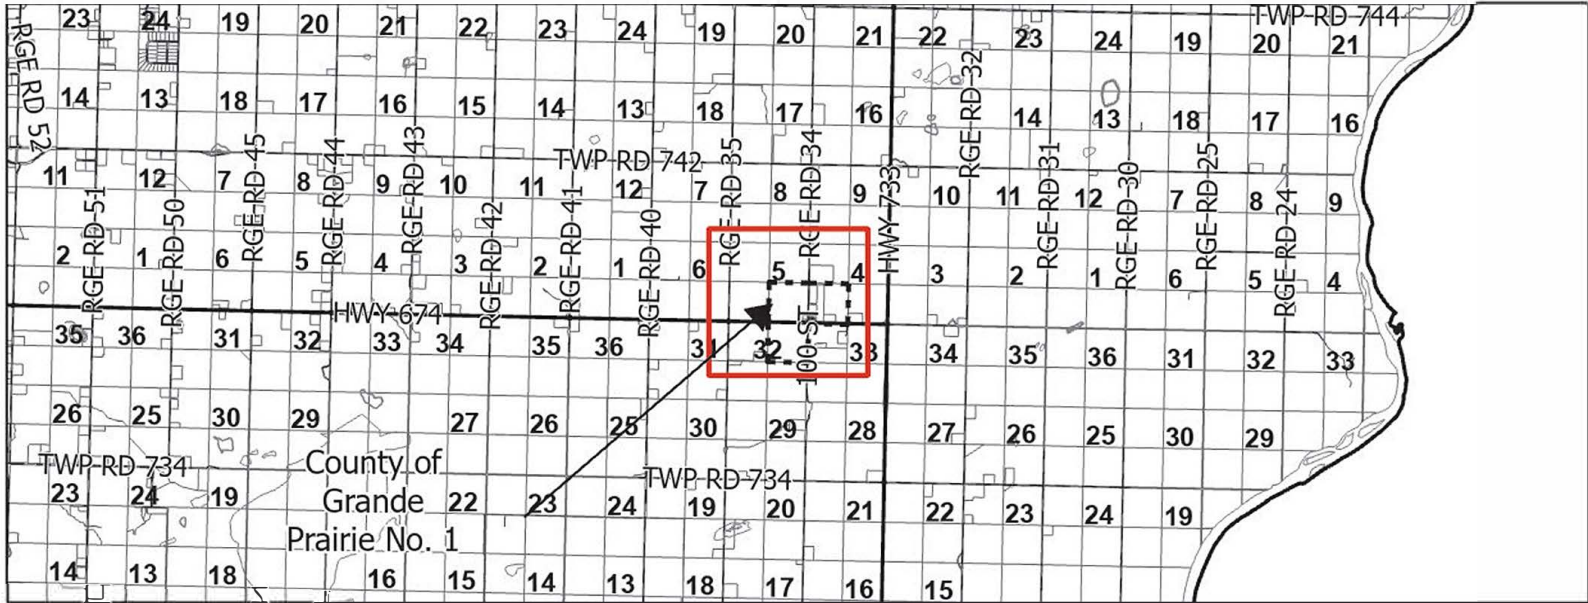 TWP RD 744
23 24 19 20 21 22 23 24 19 20 21 22 23 24 19 20 21
RGE RD 52
RGE RD 32
14 13 18 17 16 15 14 13 18 17 16 14 13 18 17 16
RGE RD 45
RGE RD 44
RGE RD 43
RGE RD 35
RGE RD 34
RGE RD 31
RGE RD 30
RGE RD 25
TWP RD 742
11 12 7 8 9 10 11 12 7 8 9 10 11 12 7 8 9
RGE RD 51
RGE RD 50
RGE RD 42
RGE RD 41
RGE RD 40
HWY 733
RGE RD 24
2 1 6 5 4 3 2 1 6 5 4 3 2 1 6 5 4
HWY 674
100 ST
35 36 31 32 33 34 35 36 31 32 33 34 35 36 31 32 33
26 25 30 29 27 26 25 30 29 28 27 26 25 30 29
TWP RD 734
County of
Grande
Prairie No. 1
TWP RD 734
23 24 19 22 23 24 19 20 21 22 23 24 19
14 13 18 16 15 14 13 18 17 16 15